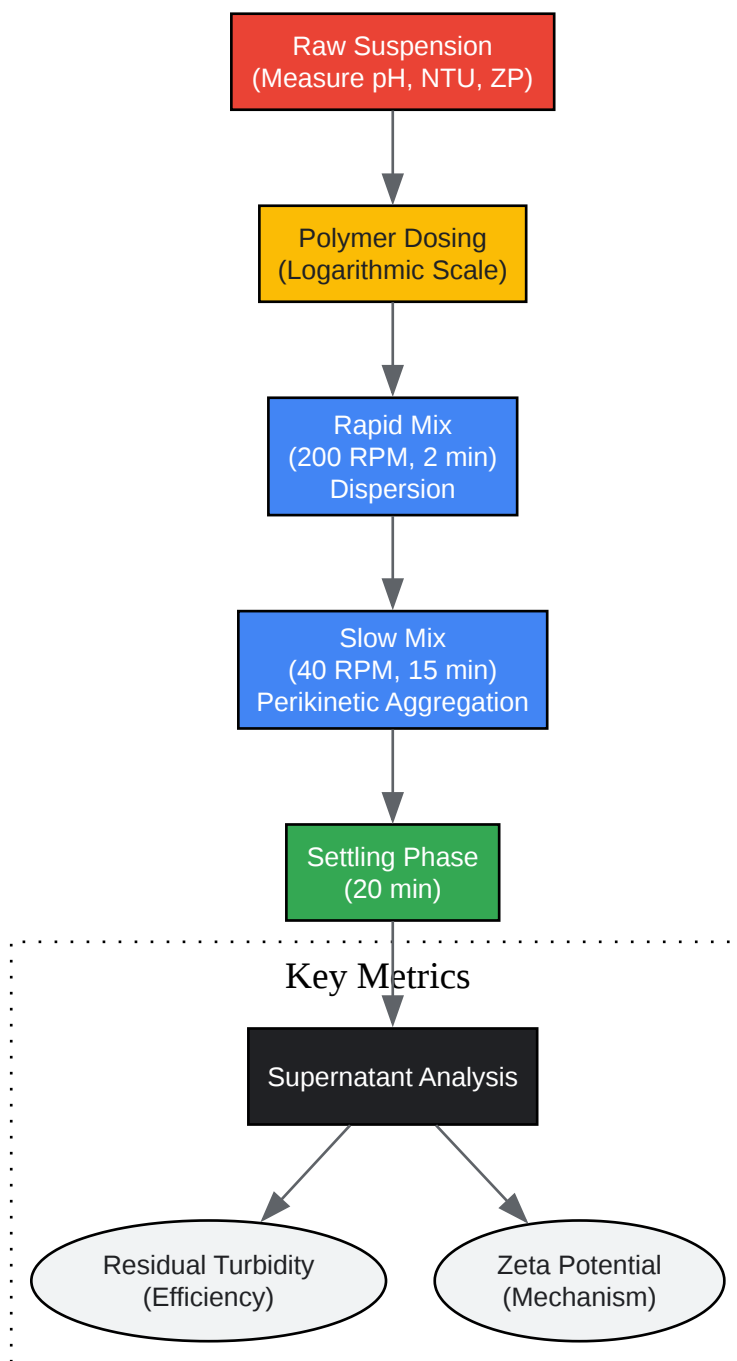 Raw Suspension
(Measure pH, NTU, ZP)
Polymer Dosing
(Logarithmic Scale)
Rapid Mix
(200 RPM, 2 min)
Dispersion
Slow Mix
(40 RPM, 15 min)
Perikinetic Aggregation
Settling Phase
(20 min)
Key Metrics
Supernatant Analysis
Residual Turbidity
(Efficiency)
Zeta Potential
(Mechanism)